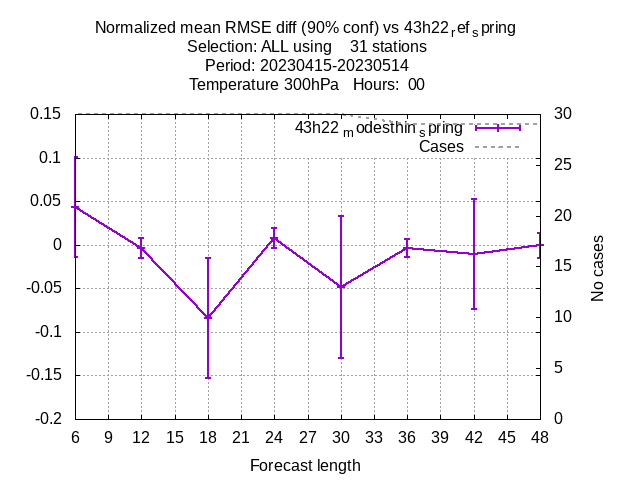 Normalized mean RMSE diff (90% conf) vs 43h22refspring
Selection: ALL using 31 stations
Period: 20230415-20230514
Temperature 300hPa Hours: 00
43h22modesthinspring
Cases
0.15
0.1
0.05
0
-0.05
-0.1
-0.15
-0.2
30
25
20
15
10
5
0
No cases
6 9 12 15 18 21 24 27 30 33 36 39 42 45 48
Forecast length